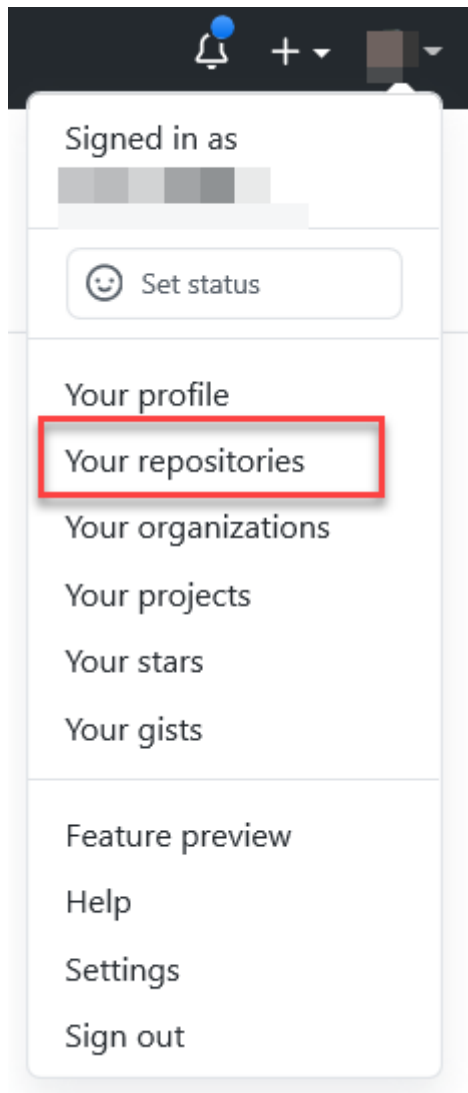 Signed in as
Set status
Your profile
Your repositories
Your organizations
Your projects
Your stars
Your gists
Feature preview
Help
Settings
Sign out